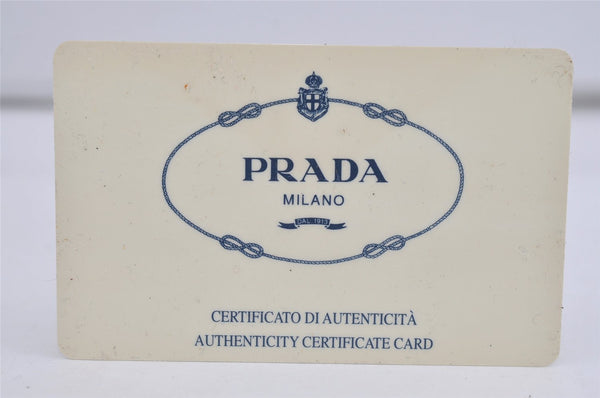 PRADA
MILANO
DAL 1913
CERTIFICATO DI AUTENTICITÀ
AUTHENTICITY CERTIFICATE CARD